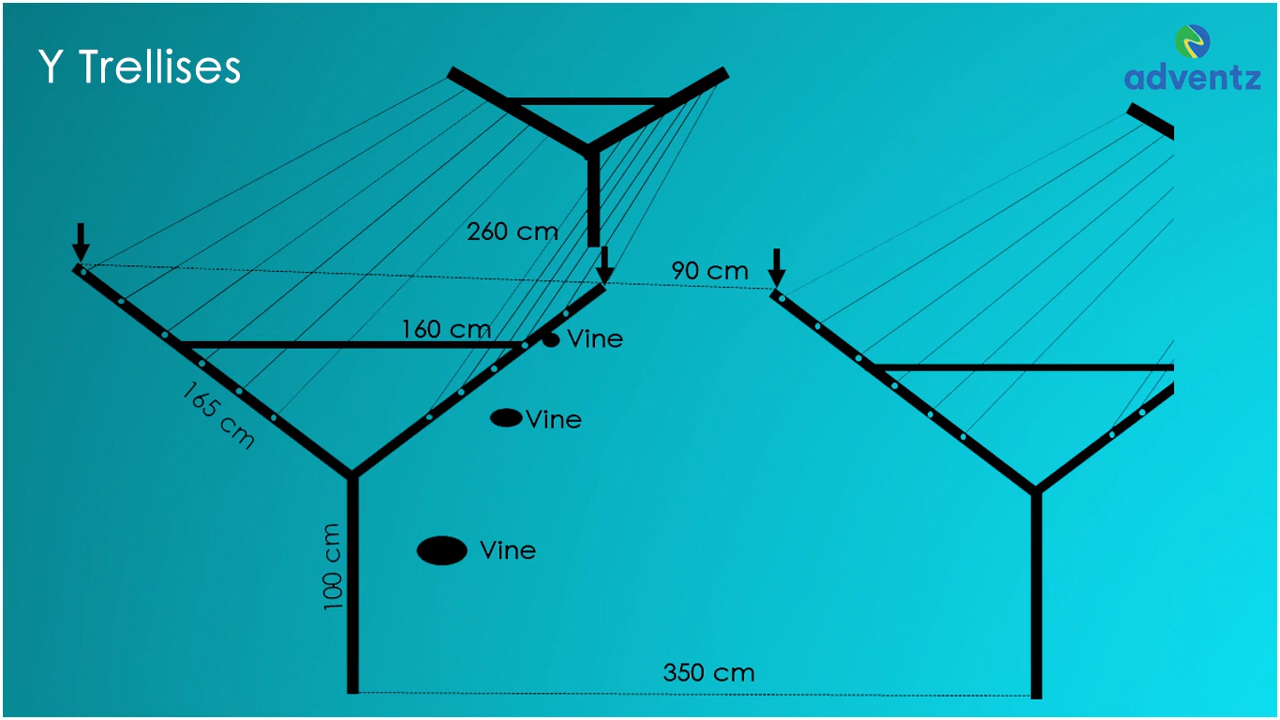 Y Trellises
adventz
260 cm
90 cm
160 cm
Vine
165 cm
Vine
100 cm
Vine
350 cm